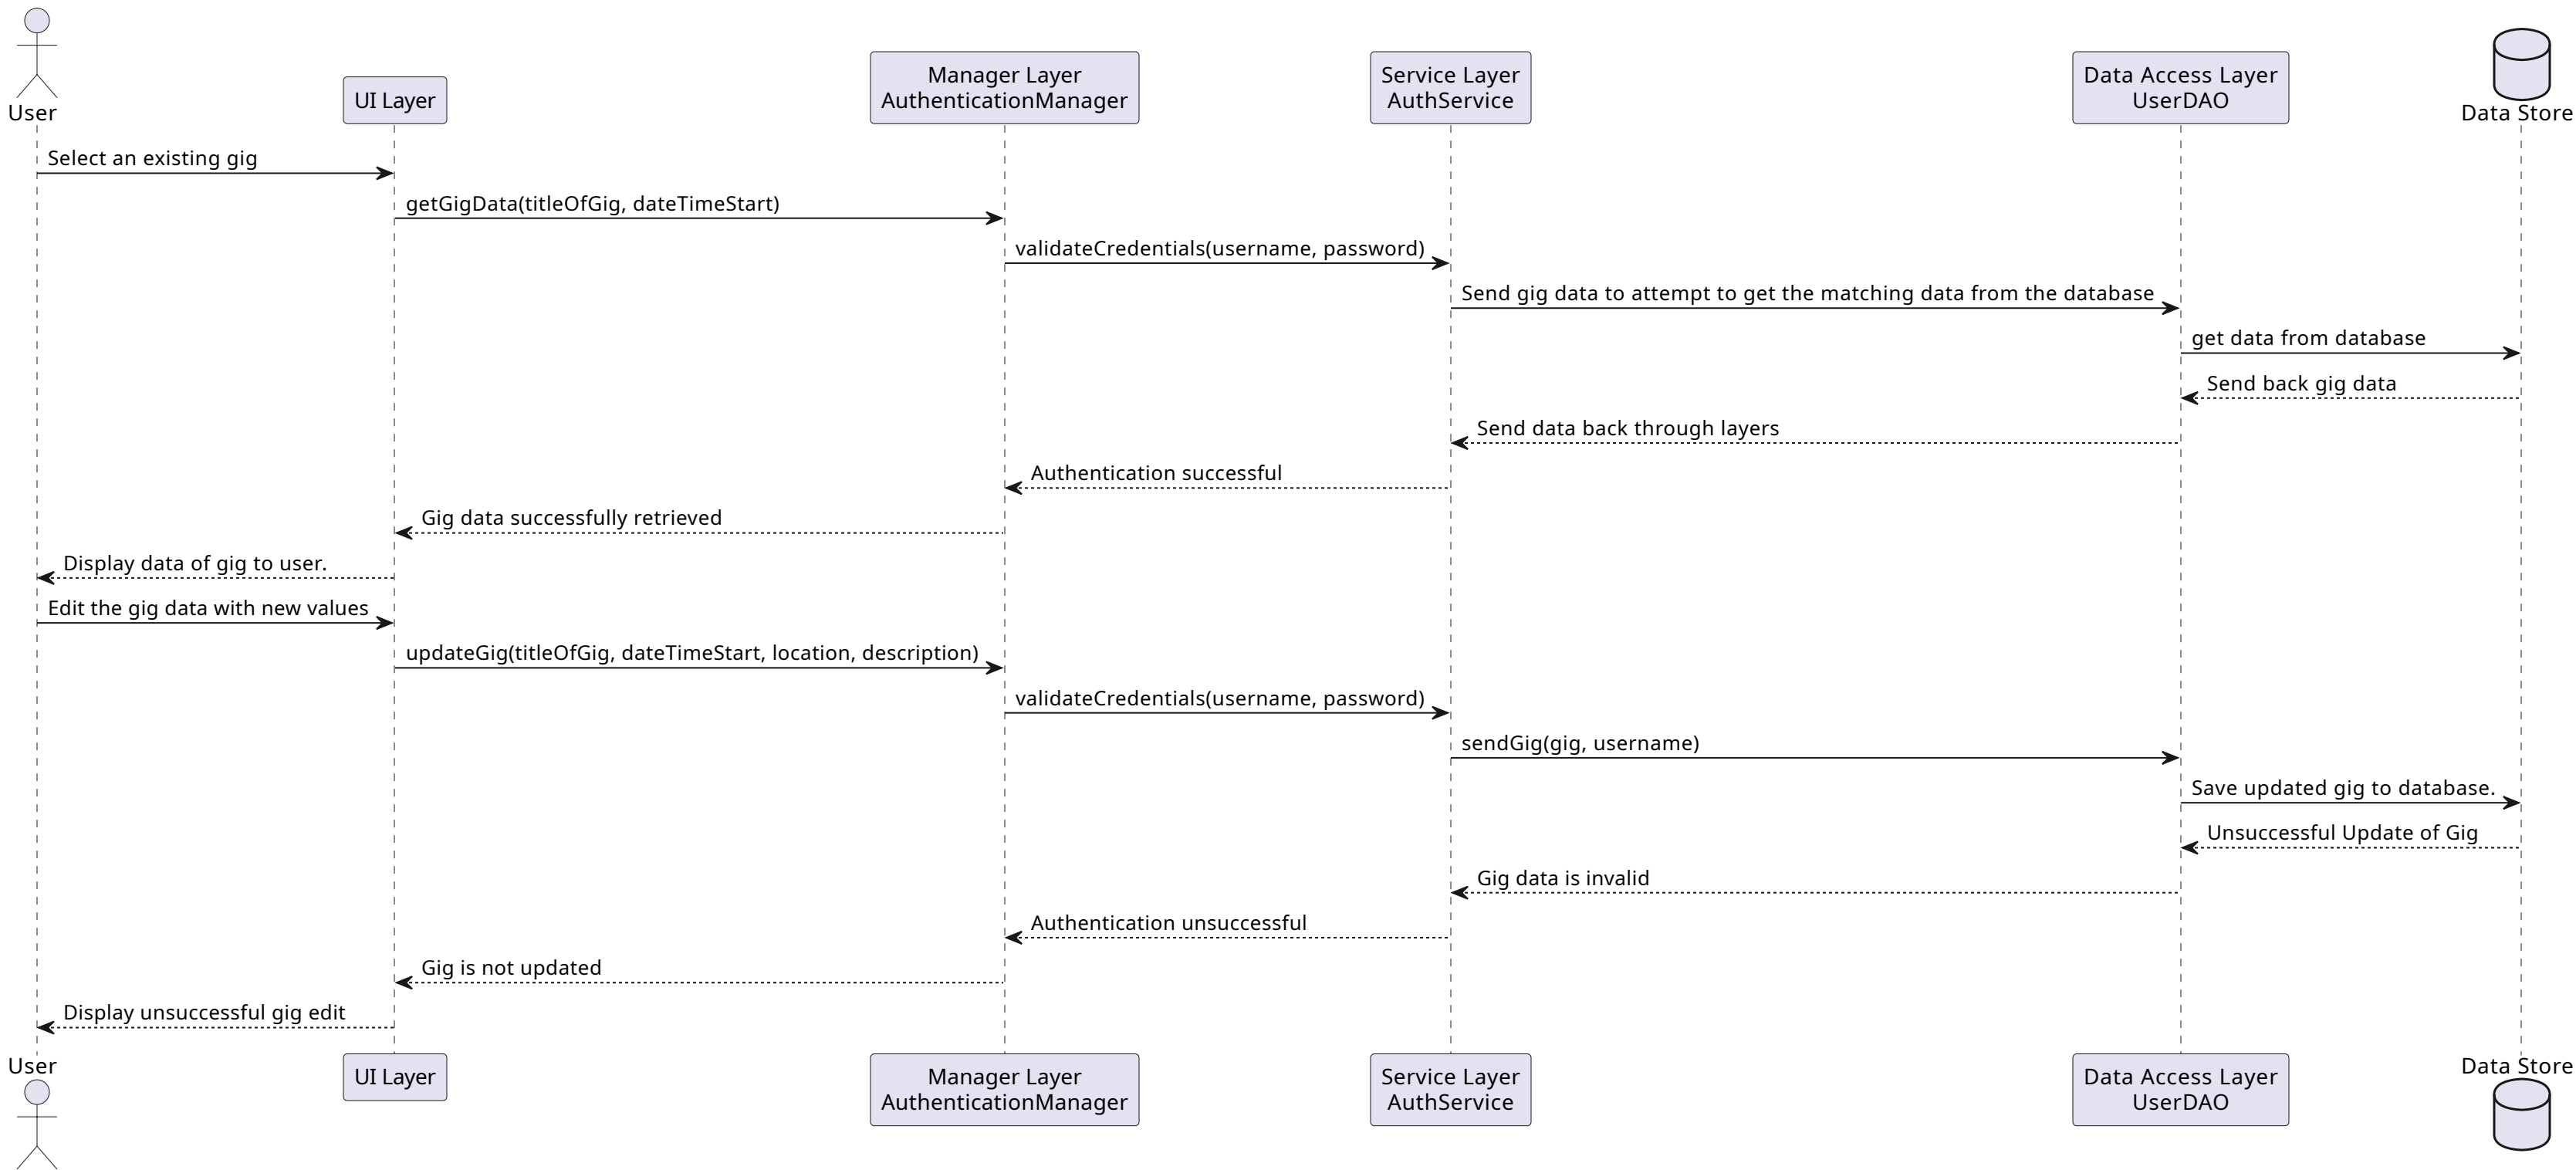 User
UI Layer
Manager Layer
AuthenticationManager
Service Layer
AuthService
Data Access Layer
UserDAO
Data Store
Select an existing gig
getGigData(titleOfGig, dateTimeStart)
validateCredentials(username, password)
Send gig data to attempt to get the matching data from the database
get data from database
Send back gig data
Send data back through layers
Authentication successful
Gig data successfully retrieved
Display data of gig to user.
Edit the gig data with new values
updateGig(titleOfGig, dateTimeStart, location, description)
validateCredentials(username, password)
sendGig(gig, username)
Save updated gig to database.
Unsuccessful Update of Gig
Gig data is invalid
Authentication unsuccessful
Gig is not updated
Display unsuccessful gig edit
User
UI Layer
Manager Layer
AuthenticationManager
Service Layer
AuthService
Data Access Layer
UserDAO
Data Store